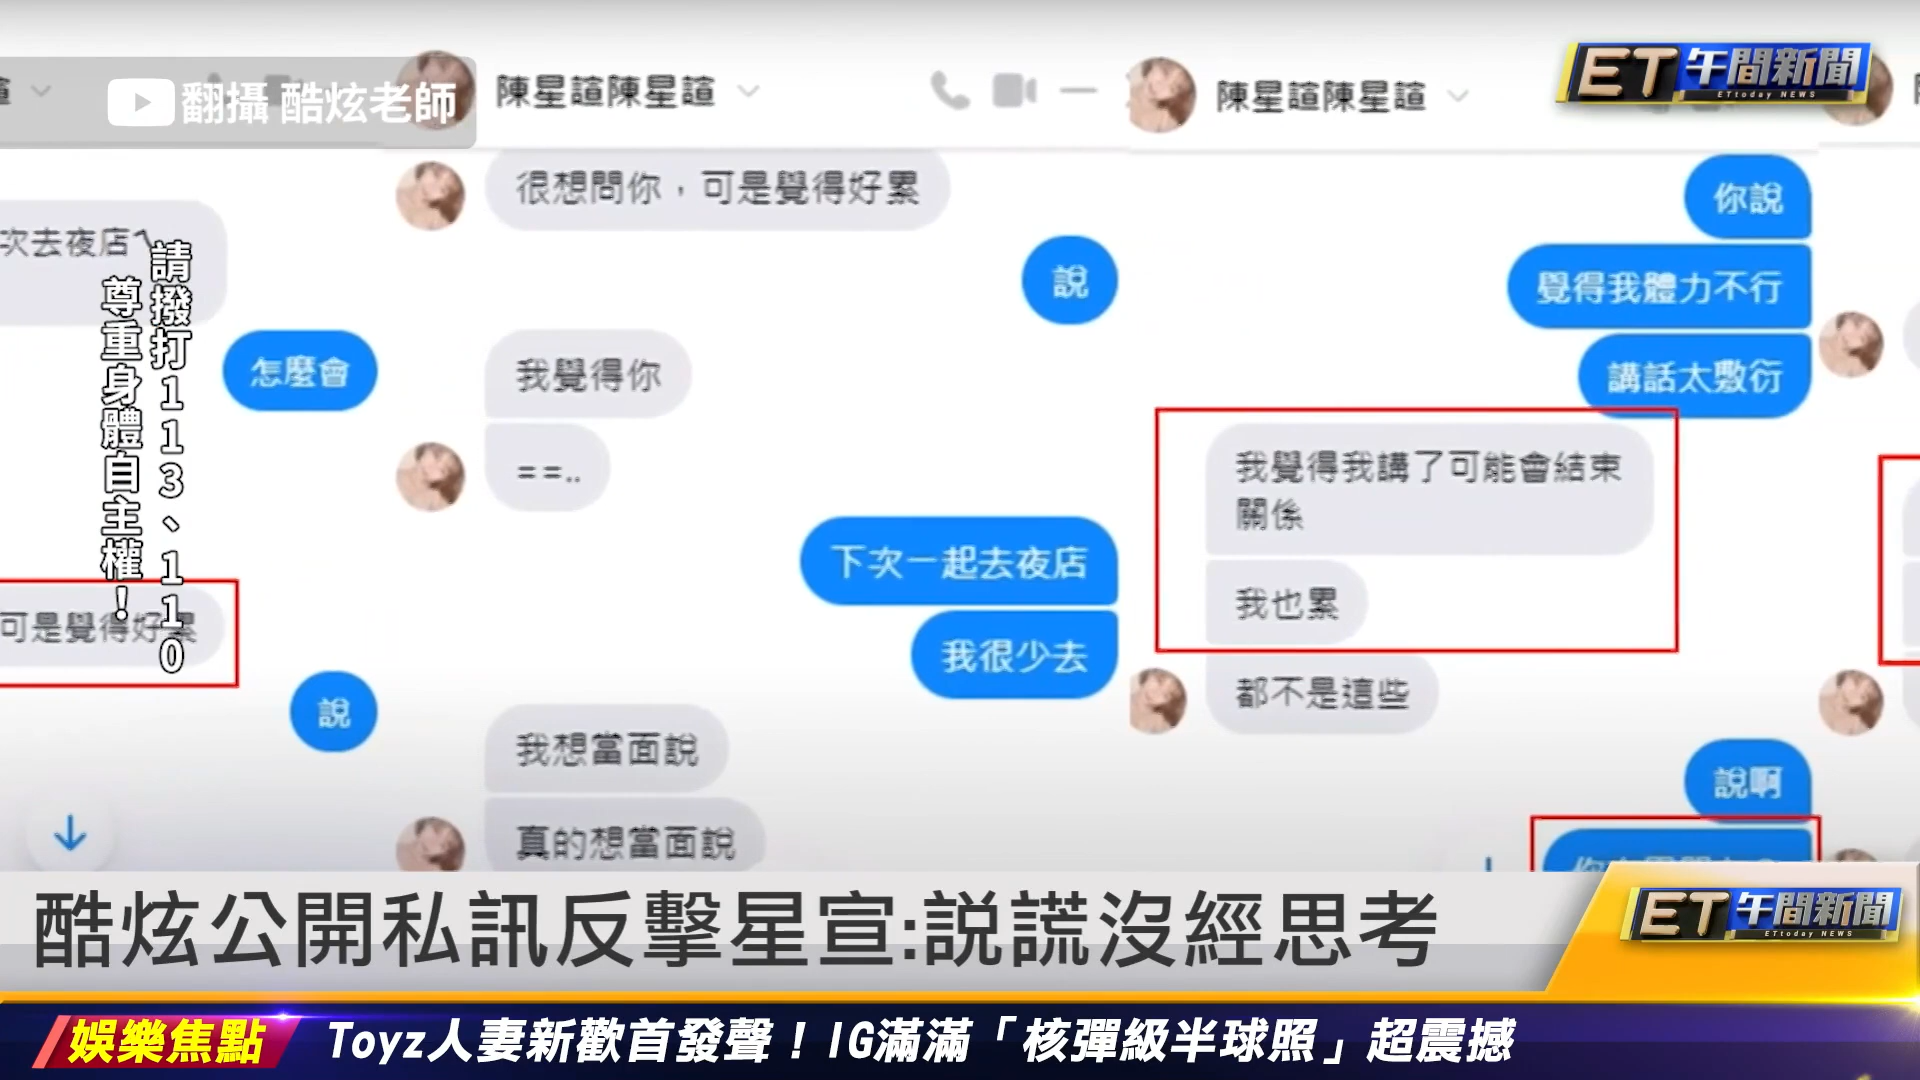 翻攝 酷炫老師
ET午間新聞
ETtoday NEWS
請撥打113、110
尊重身體自主權！
次去夜店
怎麼會
可是覺得好累
說
陳星諠陳星諠
很想問你，可是覺得好累
說
我覺得你
==..
下次一起去夜店
我很少去
我想當面說
真的想當面說
陳星諠陳星諠
你說
覺得我體力不行
講話太敷衍
我覺得我講了可能會結束
關係
我也累
都不是這些
說啊
酷炫公開私訊反擊星宣:說謊沒經思考
ET午間新聞
ETtoday NEWS
娛樂焦點
Toyz人妻新歡首發聲！IG滿滿「核彈級半球照」超震撼